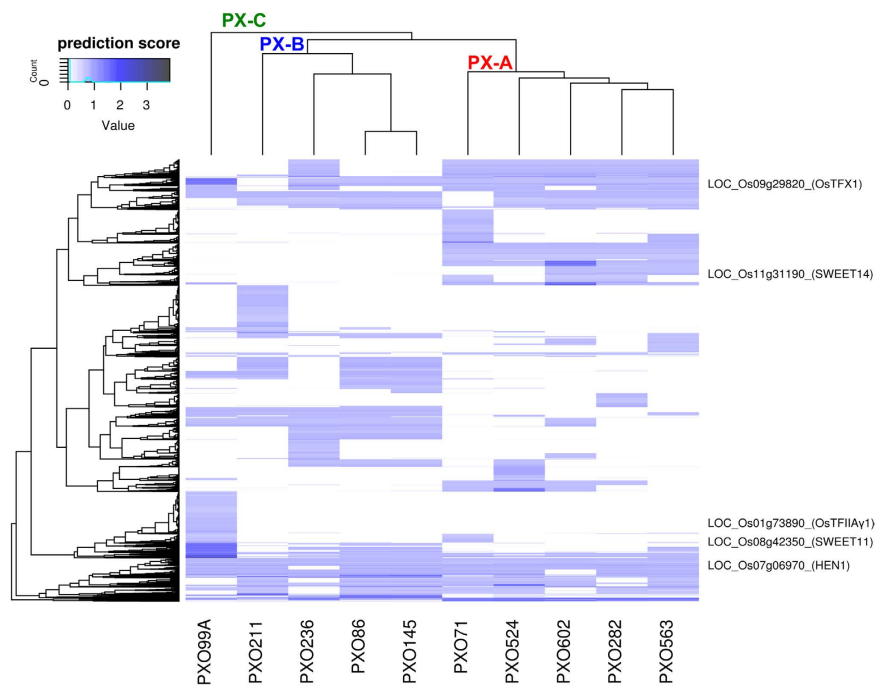 PX-C
PX-B
PX-A
prediction score
Count
0
0 1 2 3
Value
LOC_Os09g29820_(OsTFX1)
LOC_Os11g31190_(SWEET14)
LOC_Os01g73890_(OsTFIIAγ1)
LOC_Os08g42350_(SWEET11)
LOC_Os07g06970_(HEN1)
PXO99A PXO211 PXO236 PXO86 PXO145 PXO71 PXO524 PXO602 PXO282 PXO563